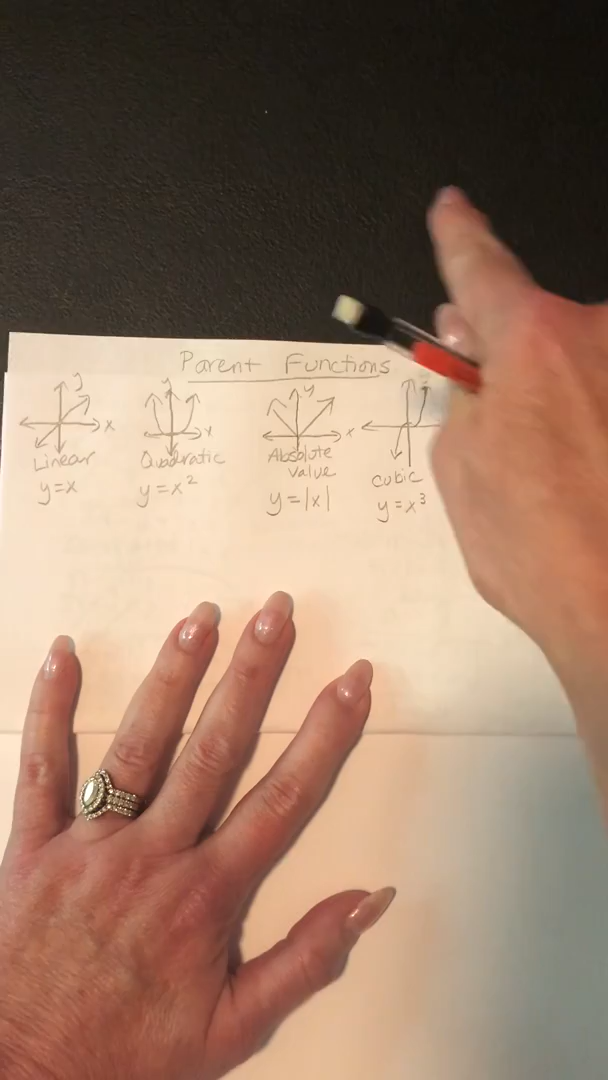 Parent Functions
y
x
Linear
y=x
y
x
Quadratic
y=x²
y
x
Absolute
value
y=|x|
cubic
y=x³